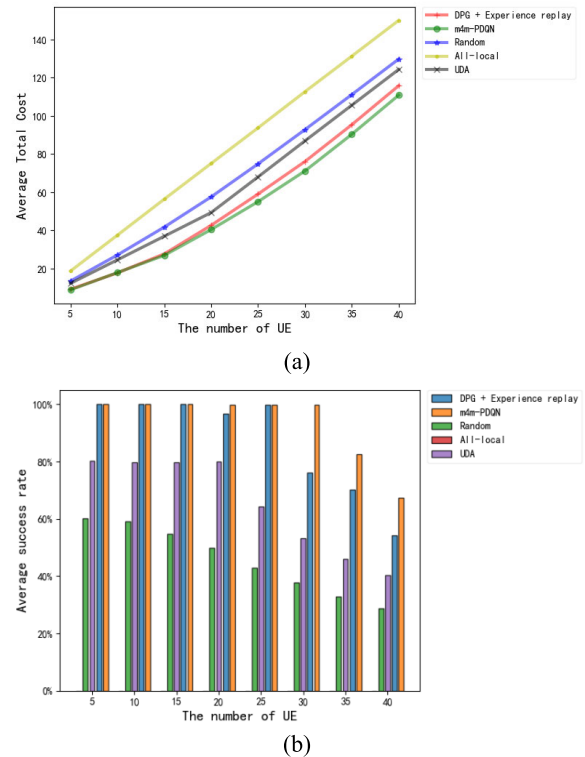 140
120
100
80
60
40
20
Average Total Cost
5 10 15 20 25 30 35 40
The number of UE
DPG + Experience replay
m4m-PDQN
Random
All-local
UDA
(a)
100%
80%
60%
40%
20%
0%
Average success rate
5 10 15 20 25 30 35 40
The number of UE
DPG + Experience replay
m4m-PDQN
Random
All-local
UDA
(b)